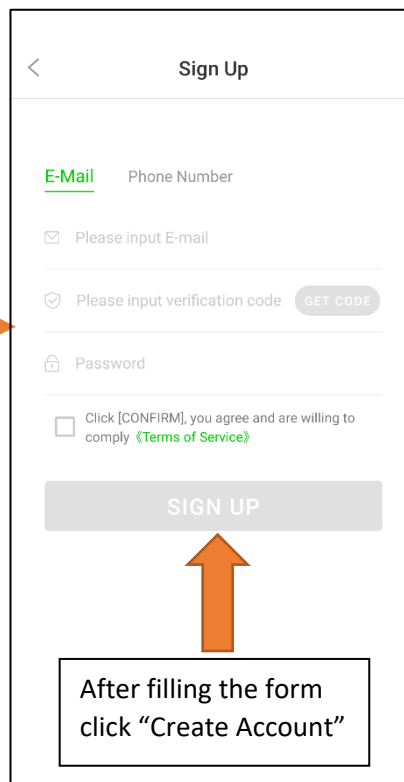 Sign Up
E-Mail Phone Number
Please input E-mail
Please input verification code GET CODE
Password
Click [CONFIRM], you agree and are willing to
comply 《Terms of Service》
SIGN UP
After filling the form
click “Create Account”